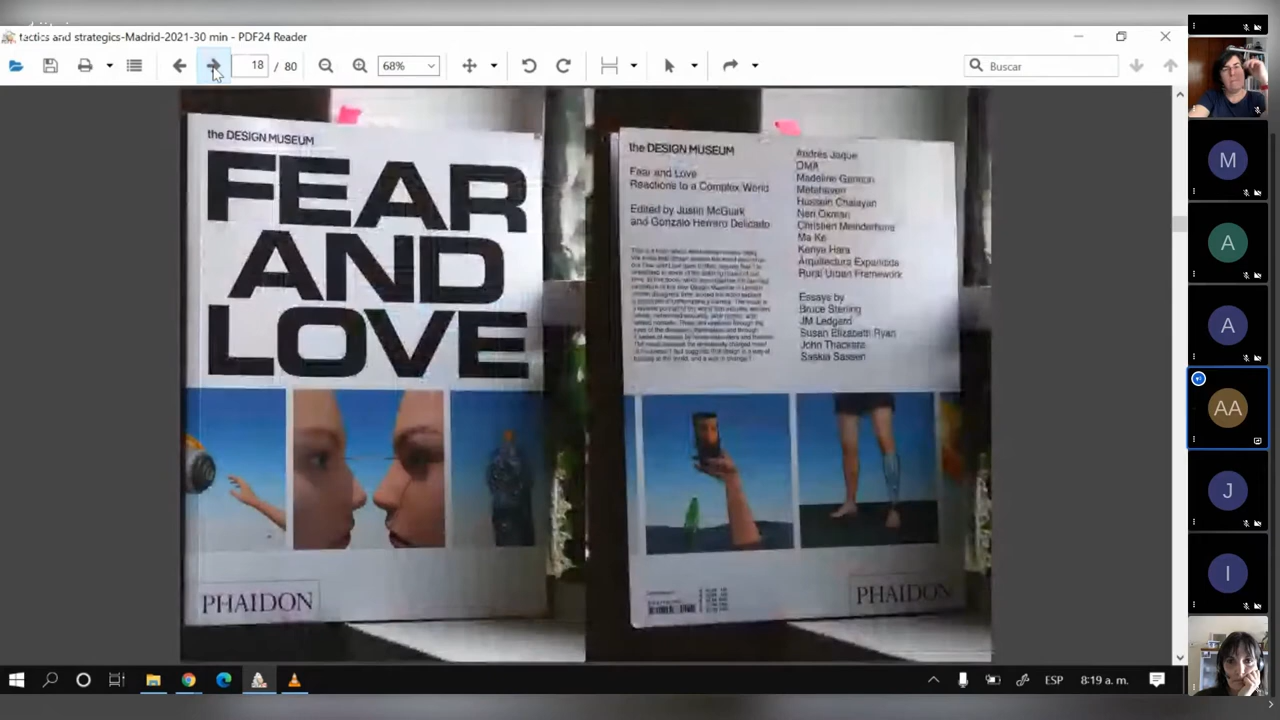 tactics and strategics-Madrid-2021-30 min - PDF24 Reader
18 / 80
68%
Buscar
the DESIGN MUSEUM
FEAR
AND
LOVE
PHAIDON
the DESIGN MUSEUM
Fear and Love
Reactions to a Complex World
Edited by Justin McGuirk
and Gonzalo Herrero Delicado
Andrés Jaque
OMA
Madeline Gannon
Metahaven
Hussein Chalayan
Neri Oxman
Christien Meindertsma
Ma Ke
Kenya Hara
Arquitectura Expandida
Rural Urban Framework
Essays by
Bruce Sterling
JM Ledgard
Susan Elizabeth Ryan
John Thackara
Saskia Sassen
PHAIDON
M
A
A
AA
J
I
ESP
8:19 a. m.